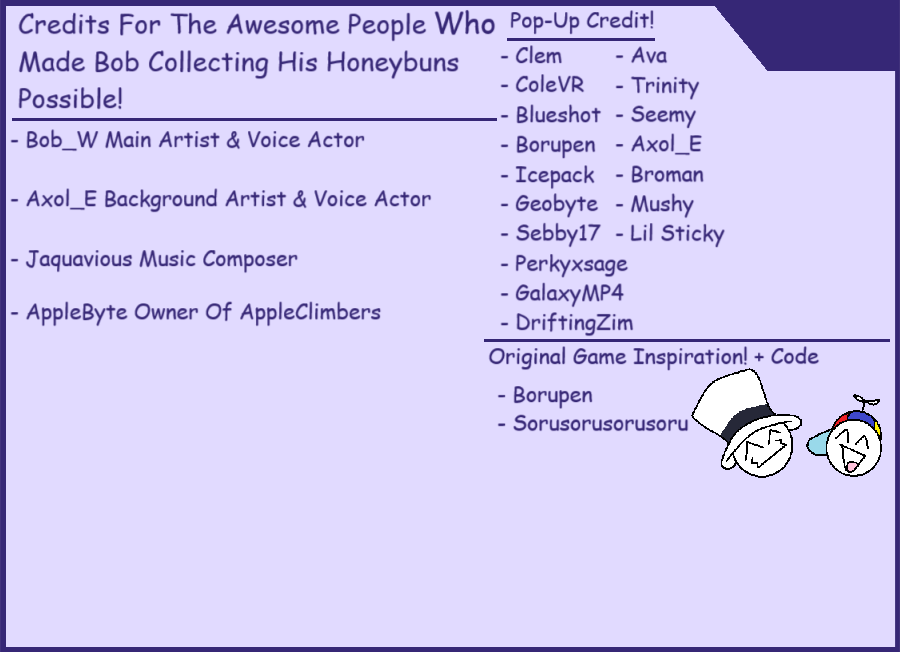 Credits For The Awesome People Who
Made Bob Collecting His Honeybuns
Possible!
- Bob_W Main Artist & Voice Actor
- Axol_E Background Artist & Voice Actor
- Jaquavious Music Composer
- AppleByte Owner Of AppleClimbers
Pop-Up Credit!
- Clem
- ColeVR
- Blueshot
- Borupen
- Icepack
- Geobyte
- Sebby17
- Perkyxsage
- GalaxyMP4
- DriftingZim
- Ava
- Trinity
- Seemy
- Axol_E
- Broman
- Mushy
- Lil Sticky
Original Game Inspiration! + Code
- Borupen
- Sorusorusorusoru